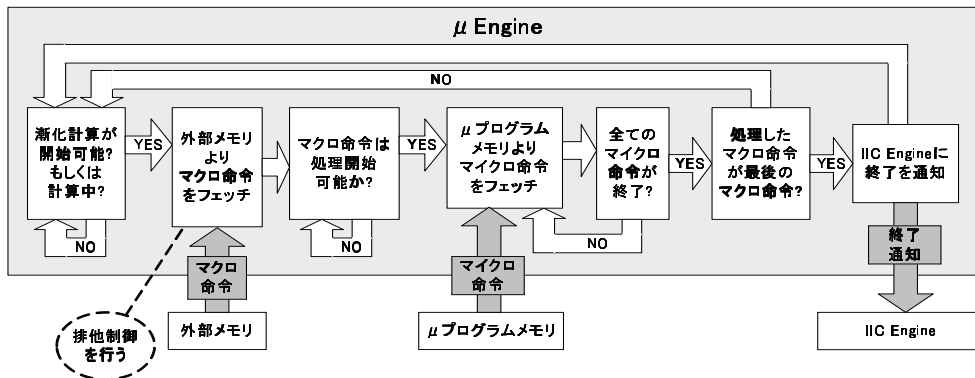 μ Engine
NO
漸化計算が
開始可能?
もしくは
計算中?
YES
NO
外部メモリ
より
マクロ命令
をフェッチ
マクロ命令は
処理開始
可能か?
YES
NO
μプログラム
メモリより
マイクロ命令
をフェッチ
全ての
マイクロ
命令が
終了?
YES
NO
処理した
マクロ命令
が最後の
マクロ命令?
YES
IIC Engineに
終了を通知
マクロ
命令
マイクロ
命令
終了
通知
排他制御
を行う
外部メモリ
μプログラムメモリ
IIC Engine